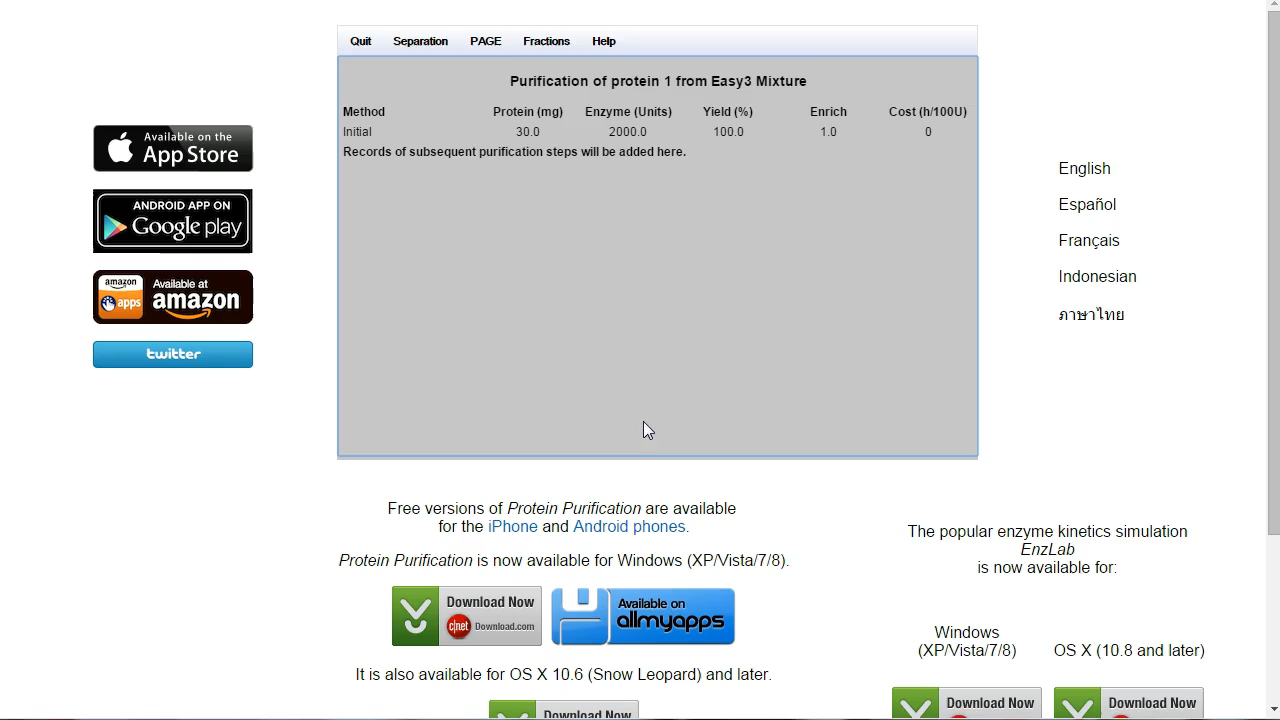 Quit Separation PAGE Fractions Help
Purification of protein 1 from Easy3 Mixture
Method Protein (mg) Enzyme (Units) Yield (%) Enrich Cost (h/100U)
Initial 30.0 2000.0 100.0 1.0 0
Records of subsequent purification steps will be added here.
Available on the
App Store
ANDROID APP ON
Google play
amazon
apps
Available at
amazon
twitter
English
Español
Français
Indonesian
ภาษาไทย
Free versions of Protein Purification are available
for the iPhone and Android phones.
Protein Purification is now available for Windows (XP/Vista/7/8).
Download Now
c|net Download.com
Available on
allmyapps
It is also available for OS X 10.6 (Snow Leopard) and later.
Download Now
The popular enzyme kinetics simulation
EnzLab
is now available for:
Windows
(XP/Vista/7/8)
OS X (10.8 and later)
Download Now
Download Now